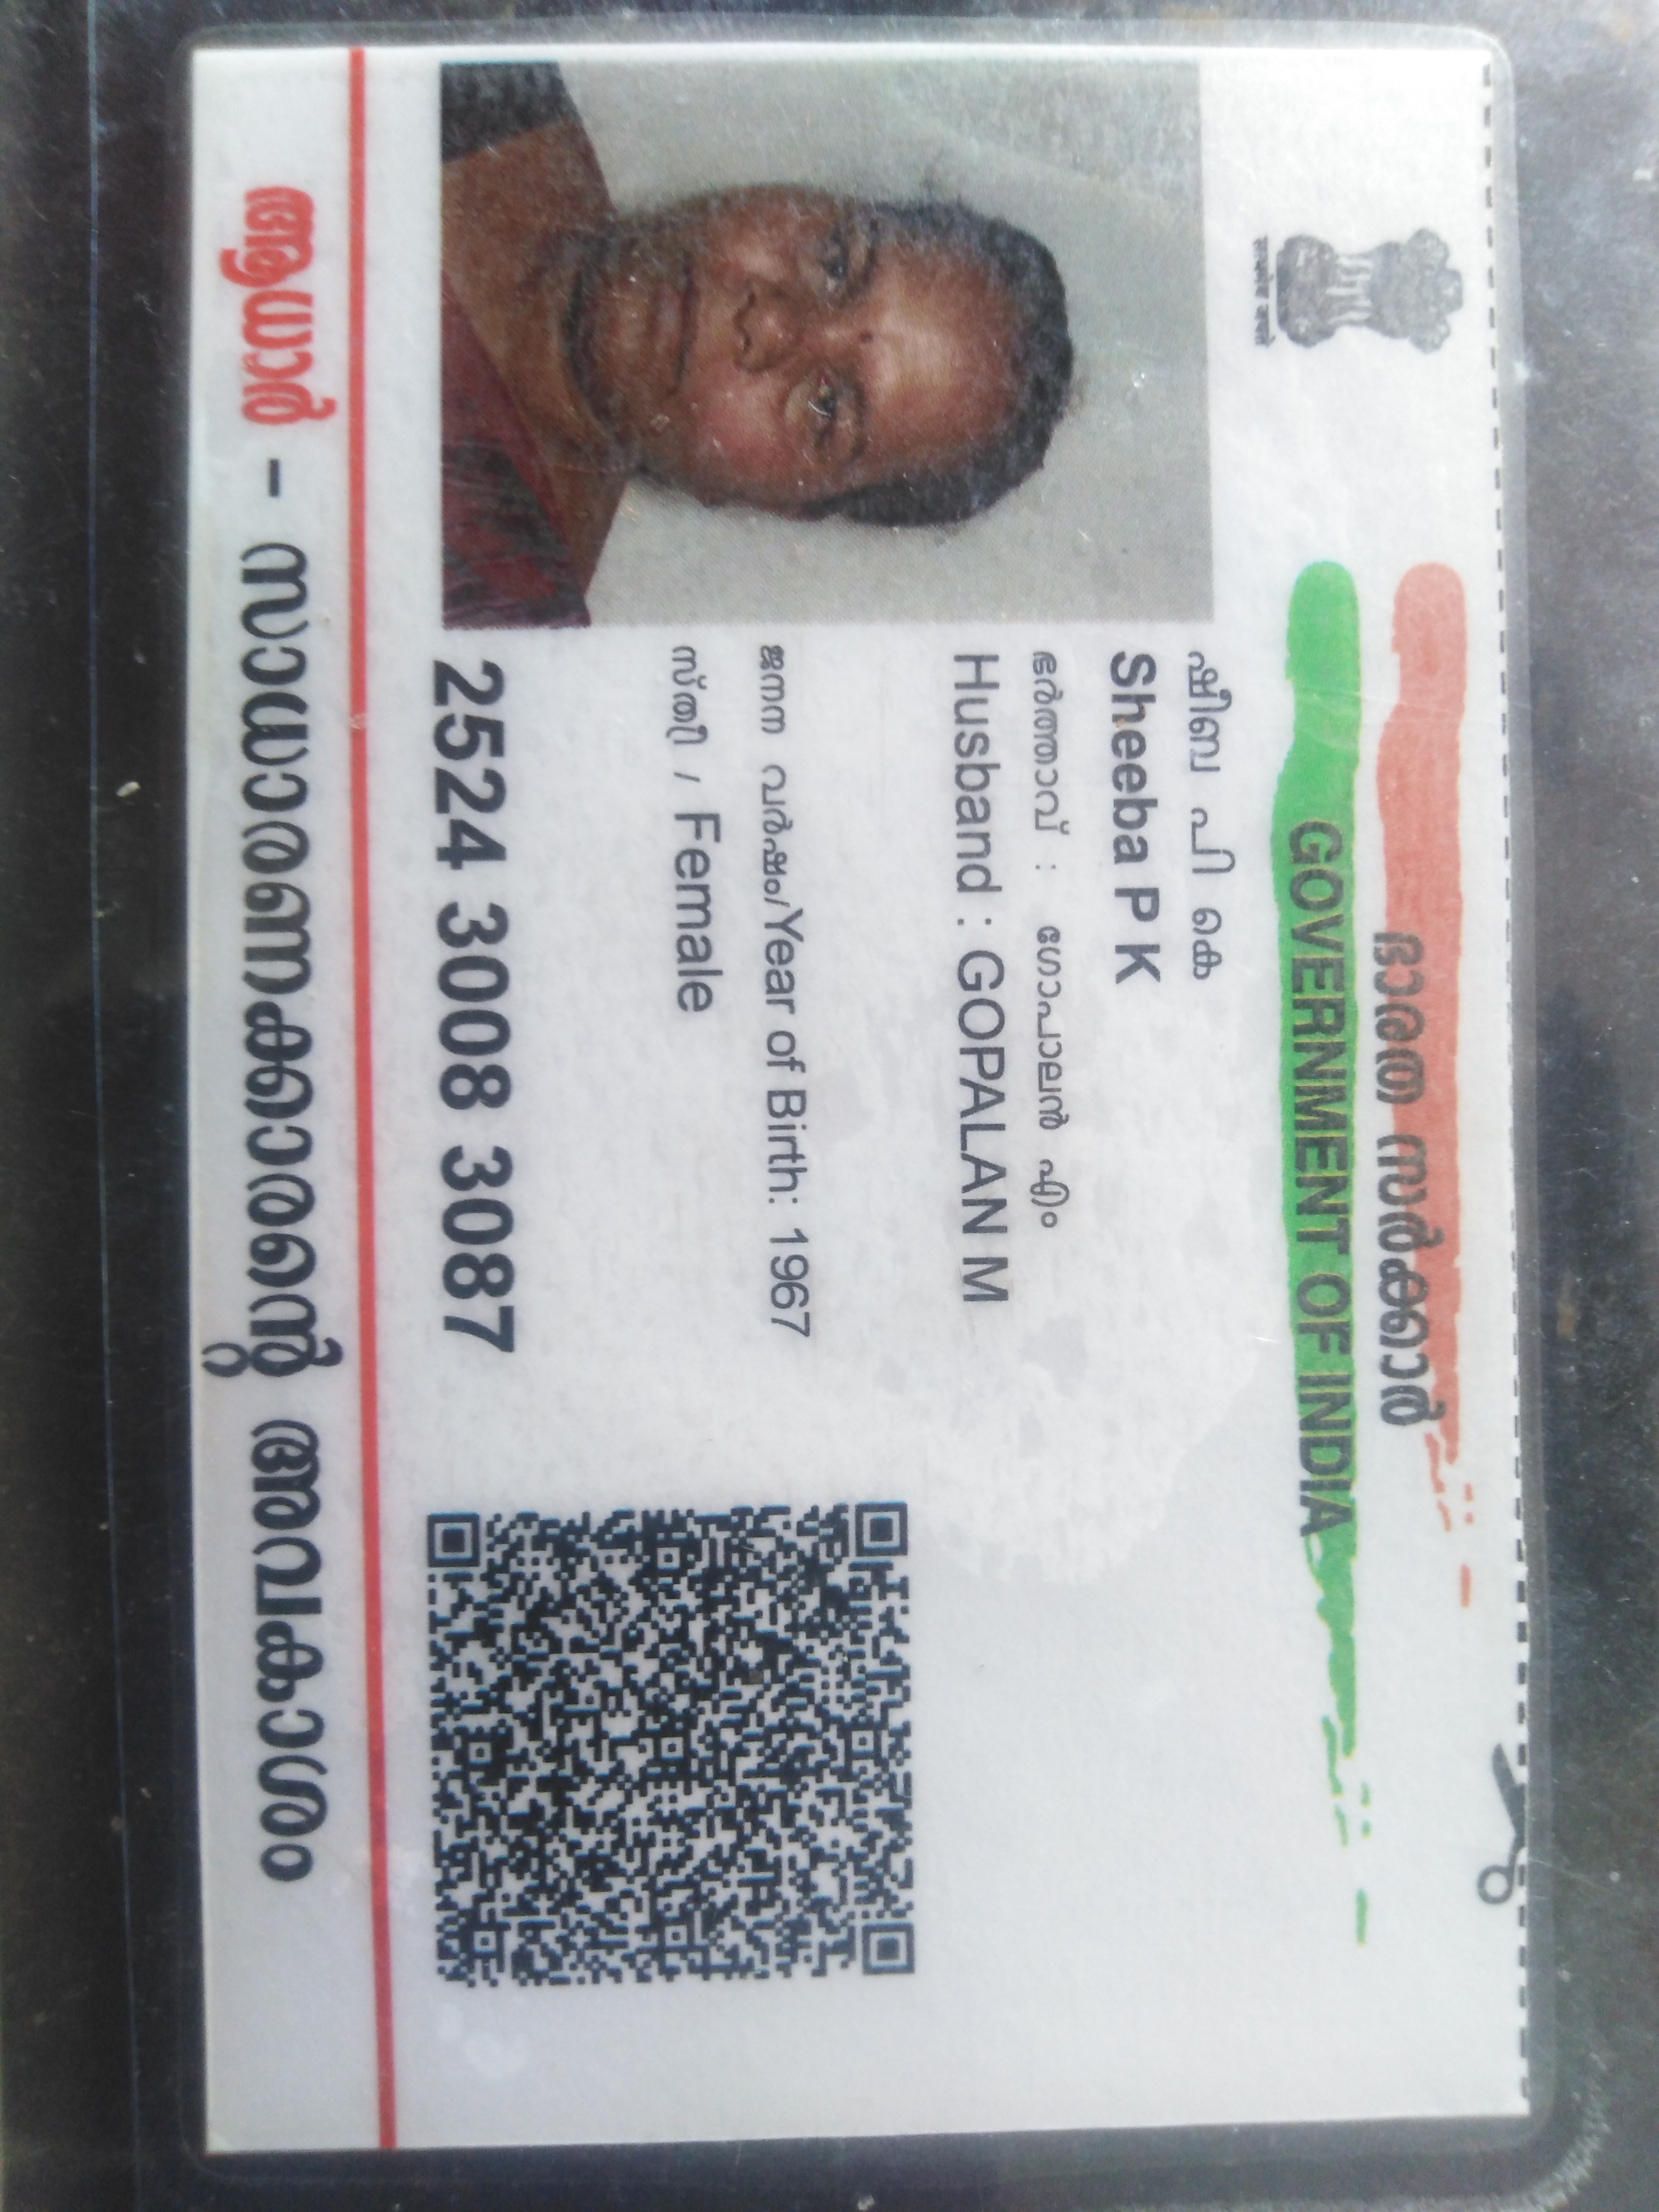 ഭാരത സർക്കാർ
GOVERNMENT OF INDIA
सत्यमेव जयते
ഷീബ പി കെ
Sheeba P K
ഭർത്താവ് : ഗോപാലൻ എം
Husband : GOPALAN M
ജനന വർഷം/Year of Birth: 1967
സ്ത്രീ / Female
2524 3008 3087
ആധാർ - സാധാരണക്കാരന്റെ അവകാശം